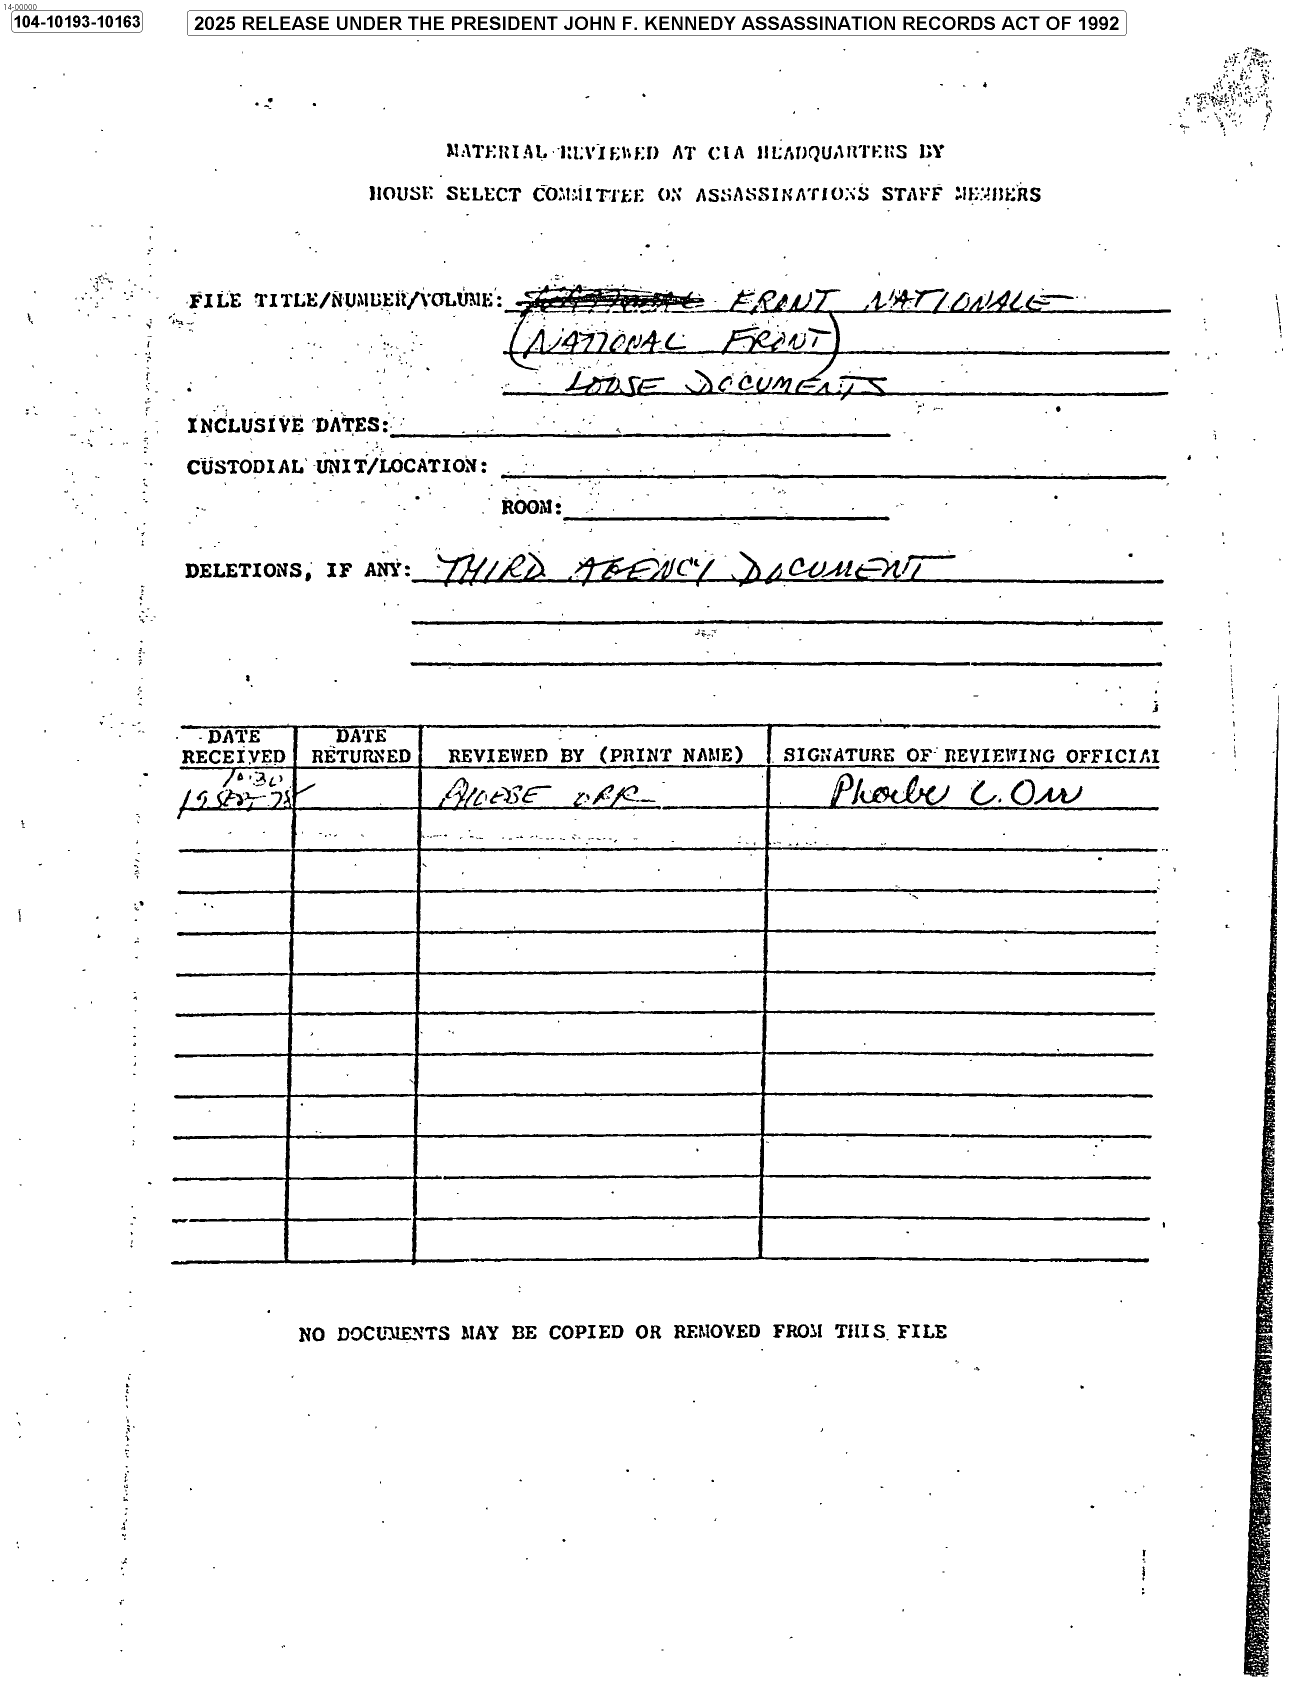 14-00000
104-10193-10163
2025 RELEASE UNDER THE PRESIDENT JOHN F. KENNEDY ASSASSINATION RECORDS ACT OF 1992
MATERIAL REVIEWED AT CIA HEADQUARTERS BY
HOUSE SELECT COMMITTEE ON ASSASSINATIONS STAFF MEMBERS
FILE TITLE/NUMBER/VOLUME: FRONT NATIONALE
(NATIONAL FRONT)
LOOSE DOCUMENTS
INCLUSIVE DATES:
CUSTODIAL UNIT/LOCATION:
ROOM:
DELETIONS, IF ANY: THIRD AGENCY DOCUMENT
DATE RECEIVED DATE RETURNED REVIEWED BY (PRINT NAME) SIGNATURE OF REVIEWING OFFICIAL
10:30
SEPT 78 PHOEBE ORR Phoebe C. Orr
NO DOCUMENTS MAY BE COPIED OR REMOVED FROM THIS FILE